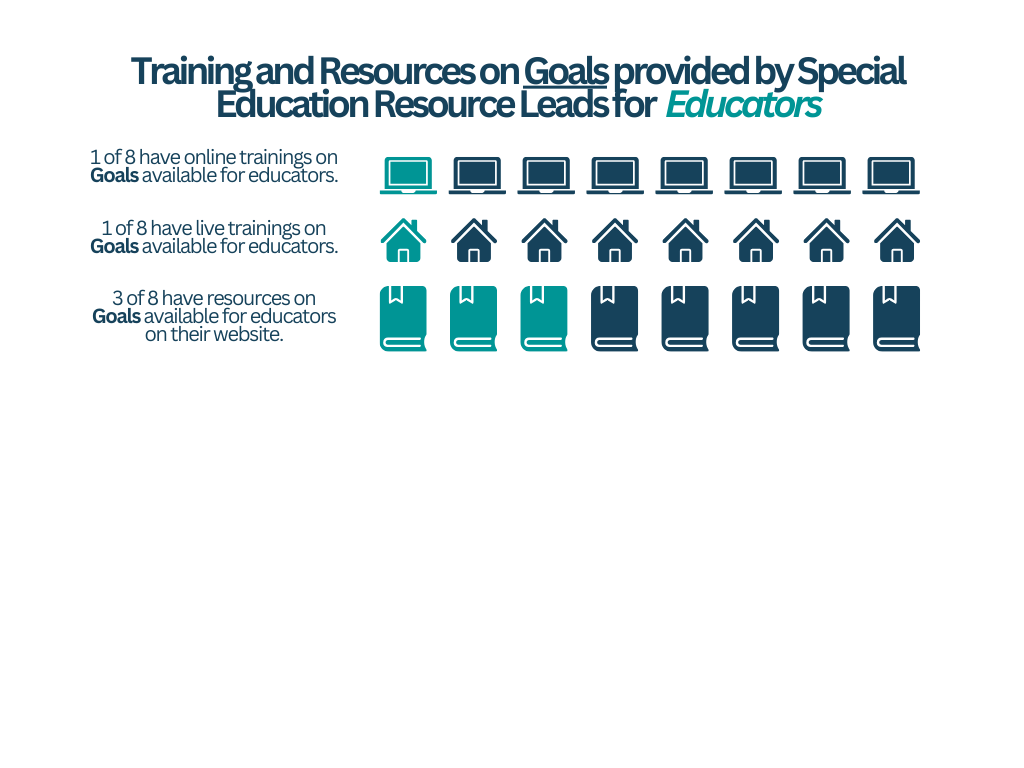 Training and Resources on Goals provided by Special
Education Resource Leads for Educators
1 of 8 have online trainings on
Goals available for educators.
1 of 8 have live trainings on
Goals available for educators.
3 of 8 have resources on
Goals available for educators
on their website.